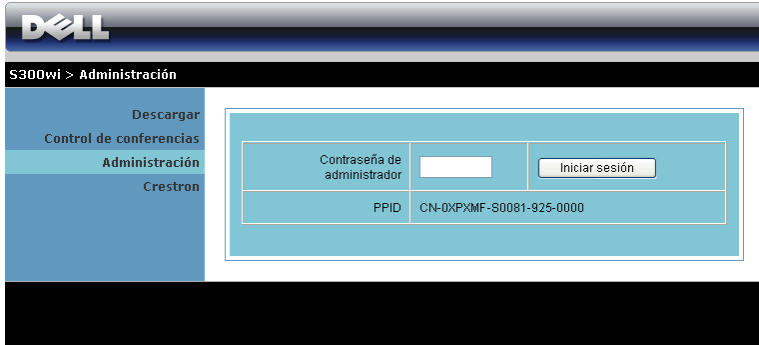 DELL
S300wi > Administración
Descargar
Control de conferencias
Administración
Crestron
Contraseña de
administrador
Iniciar sesión
PPID CN-0XPXMF-S0081-925-0000